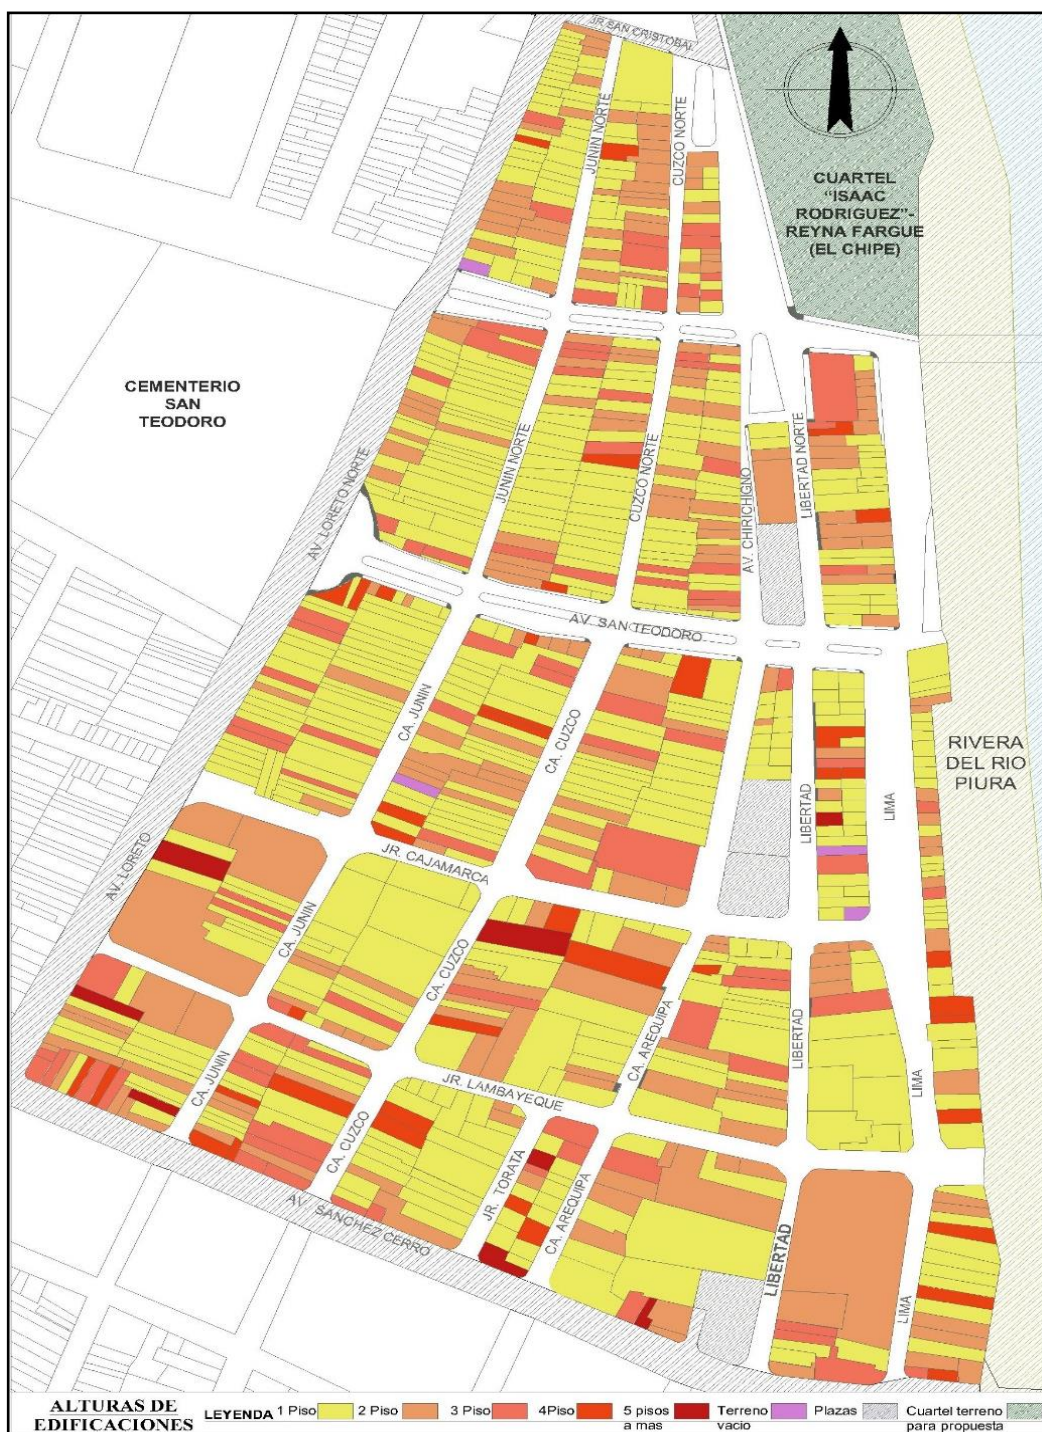 JR SAN CRISTOBAL
JUNIN NORTE
CUZCO NORTE
CUARTEL
“ISAAC
RODRIGUEZ”-
REYNA FARGUE
(EL CHIPE)
CEMENTERIO
SAN
TEODORO
AV. LORETO NORTE
JUNIN NORTE
CUZCO NORTE
AV. CHIRICHIGNO
LIBERTAD NORTE
AV. SAN TEODORO
CA. JUNIN
CA. CUZCO
LIBERTAD
LIMA
RIVERA
DEL RIO
PIURA
AV. LORETO
JR. CAJAMARCA
CA. JUNIN
CA. CUZCO
CA. AREQUIPA
LIBERTAD
LIMA
JR. LAMBAYEQUE
CA. JUNIN
CA. CUZCO
JR. TORATA
CA. AREQUIPA
LIBERTAD
LIMA
AV. SANCHEZ CERRO
ALTURAS DE
EDIFICACIONES
LEYENDA 1 Piso 2 Piso 3 Piso 4Piso 5 pisos a mas Terreno vacio Plazas Cuartel terreno para propuesta